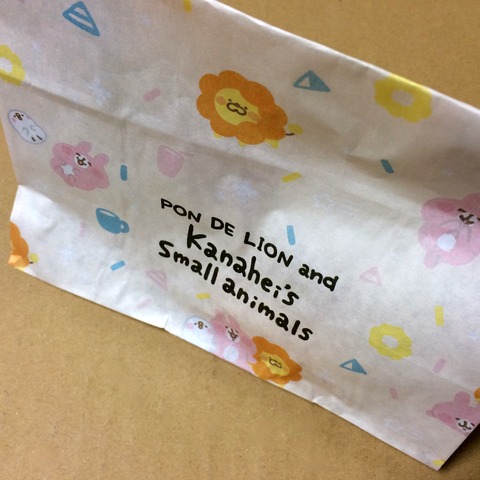 PON DE LION and
Kanahei's
Small animals